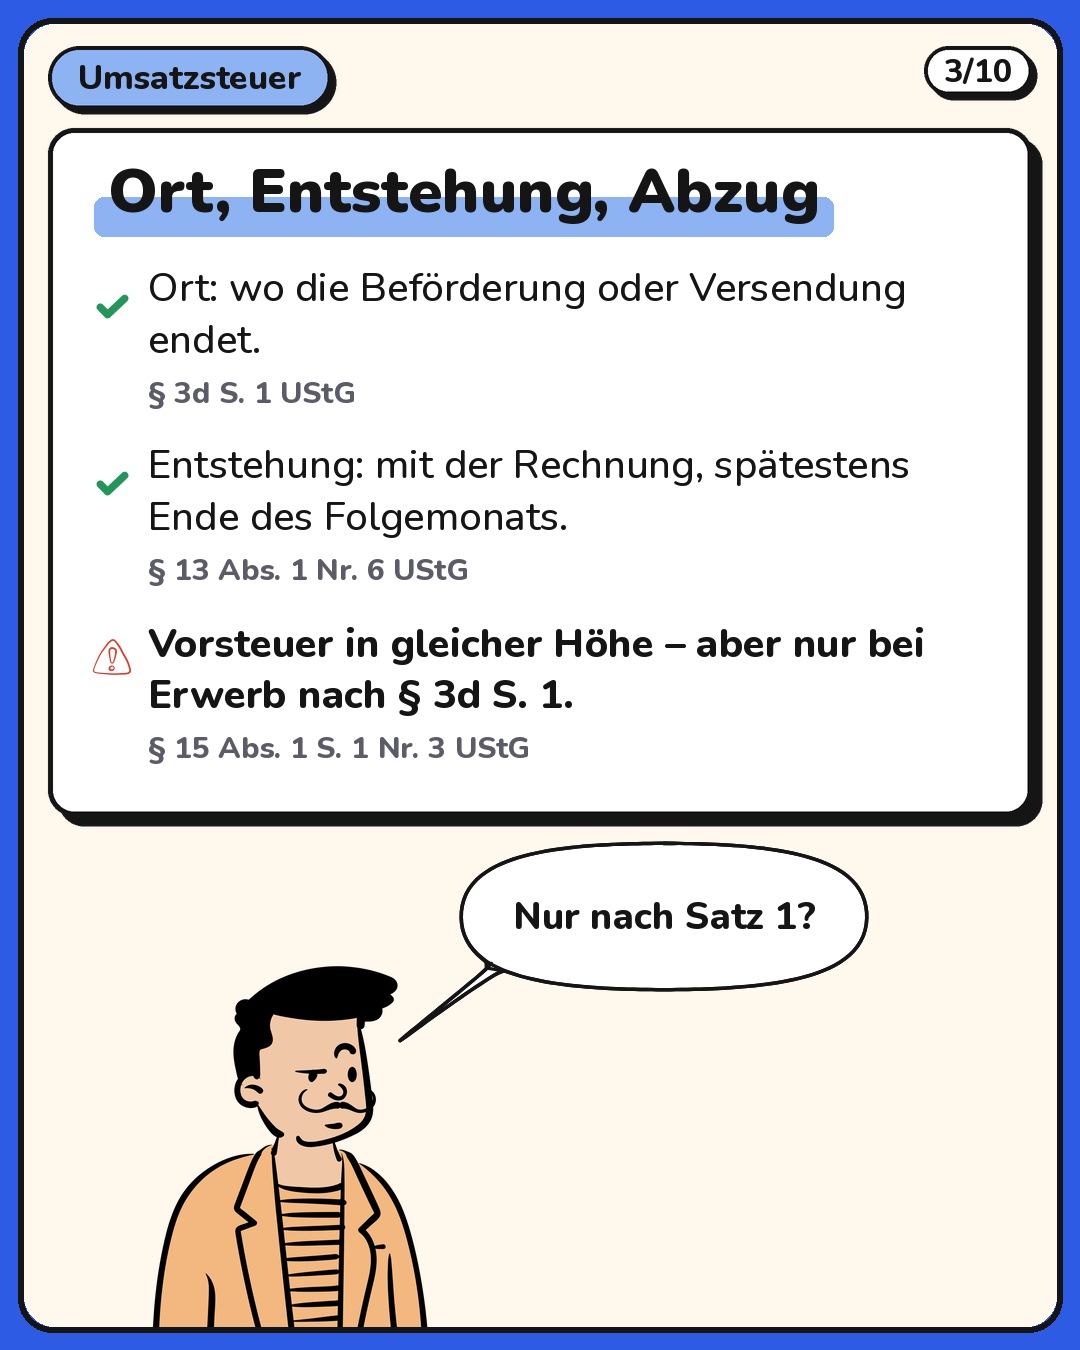 Umsatzsteuer
3/10
Ort, Entstehung, Abzug
Ort: wo die Beförderung oder Versendung
endet.
§ 3d S. 1 UStG
Entstehung: mit der Rechnung, spätestens
Ende des Folgemonats.
§ 13 Abs. 1 Nr. 6 UStG
Vorsteuer in gleicher Höhe – aber nur bei
Erwerb nach § 3d S. 1.
§ 15 Abs. 1 S. 1 Nr. 3 UStG
Nur nach Satz 1?